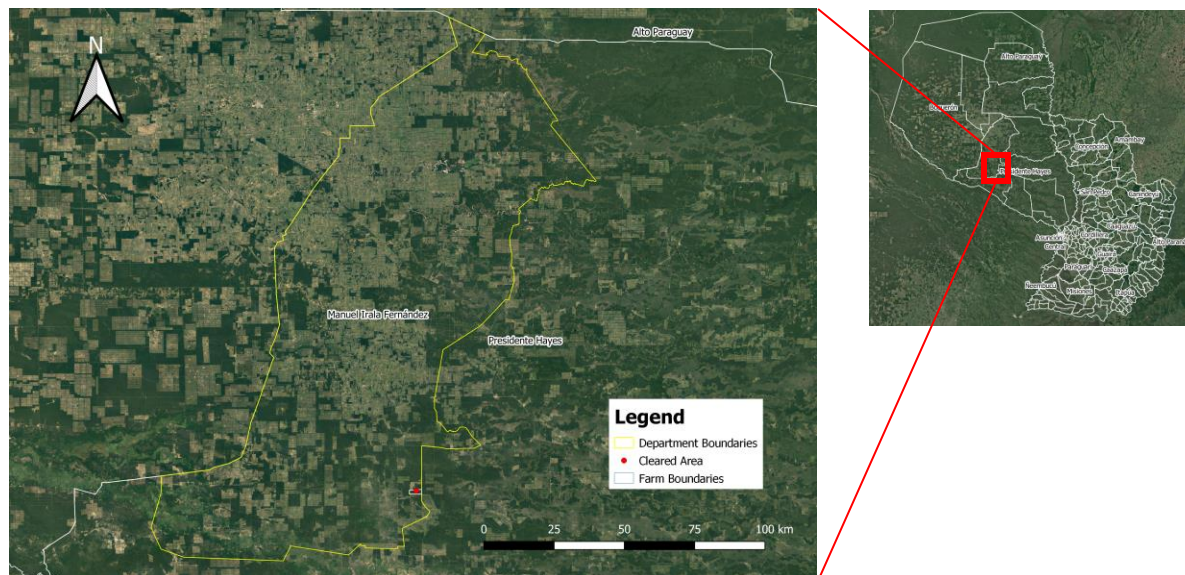 N
Alto Paraguay
Manuel Irala Fernández
Presidente Hayes
Legend
Department Boundaries
Cleared Area
Farm Boundaries
0 25 50 75 100 km
Alto Paraguay
Boquerón
Concepción
Amambay
Presidente Hayes
San Pedro
Canindeyú
Asunción
Central
Cordillera
Caaguazú
Alto Paraná
Guairá
Paraguarí
Caazapá
Ñeembucú
Misiones
Itapúa